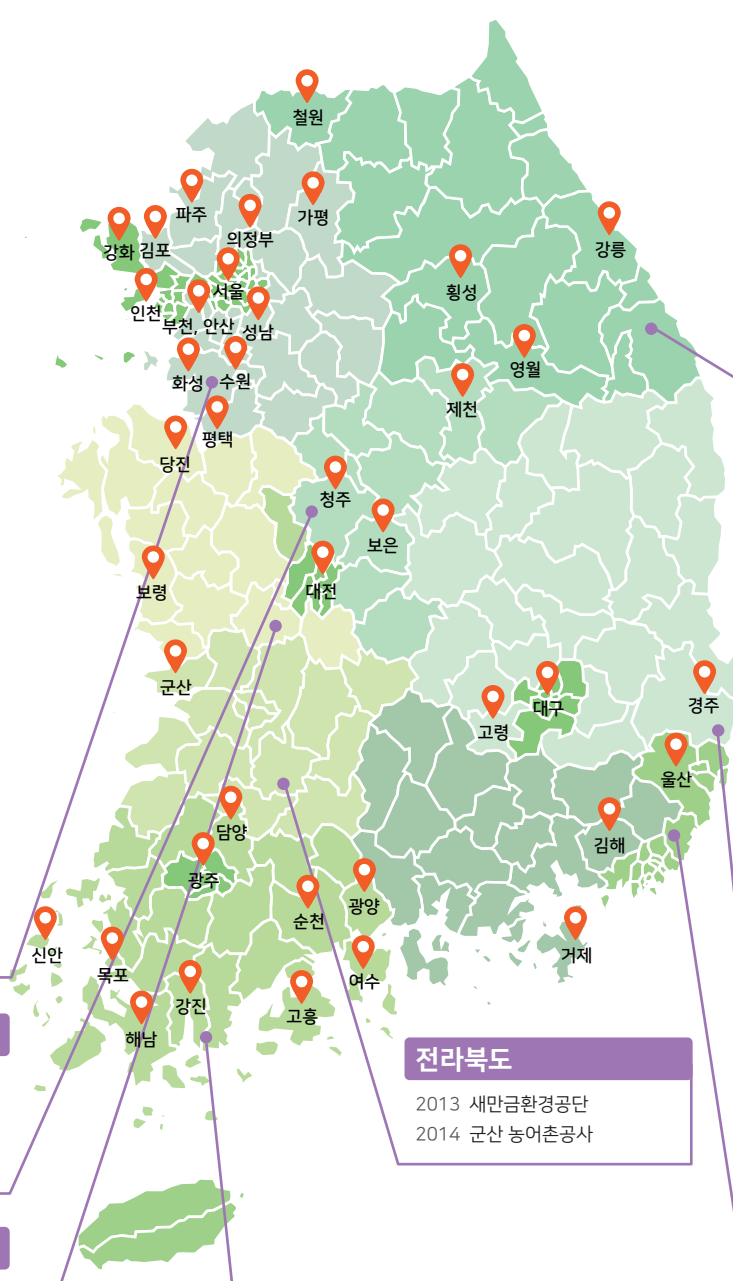 철원
파주
가평
강화
김포
의정부
강릉
서울
횡성
인천
부천, 안산
성남
영월
화성
수원
제천
평택
당진
청주
보은
대전
보령
군산
고령
대구
경주
울산
담양
김해
광주
순천
광양
신안
목포
거제
여수
강진
고흥
해남
전라북도
2013 새만금환경공단
2014 군산 농어촌공사